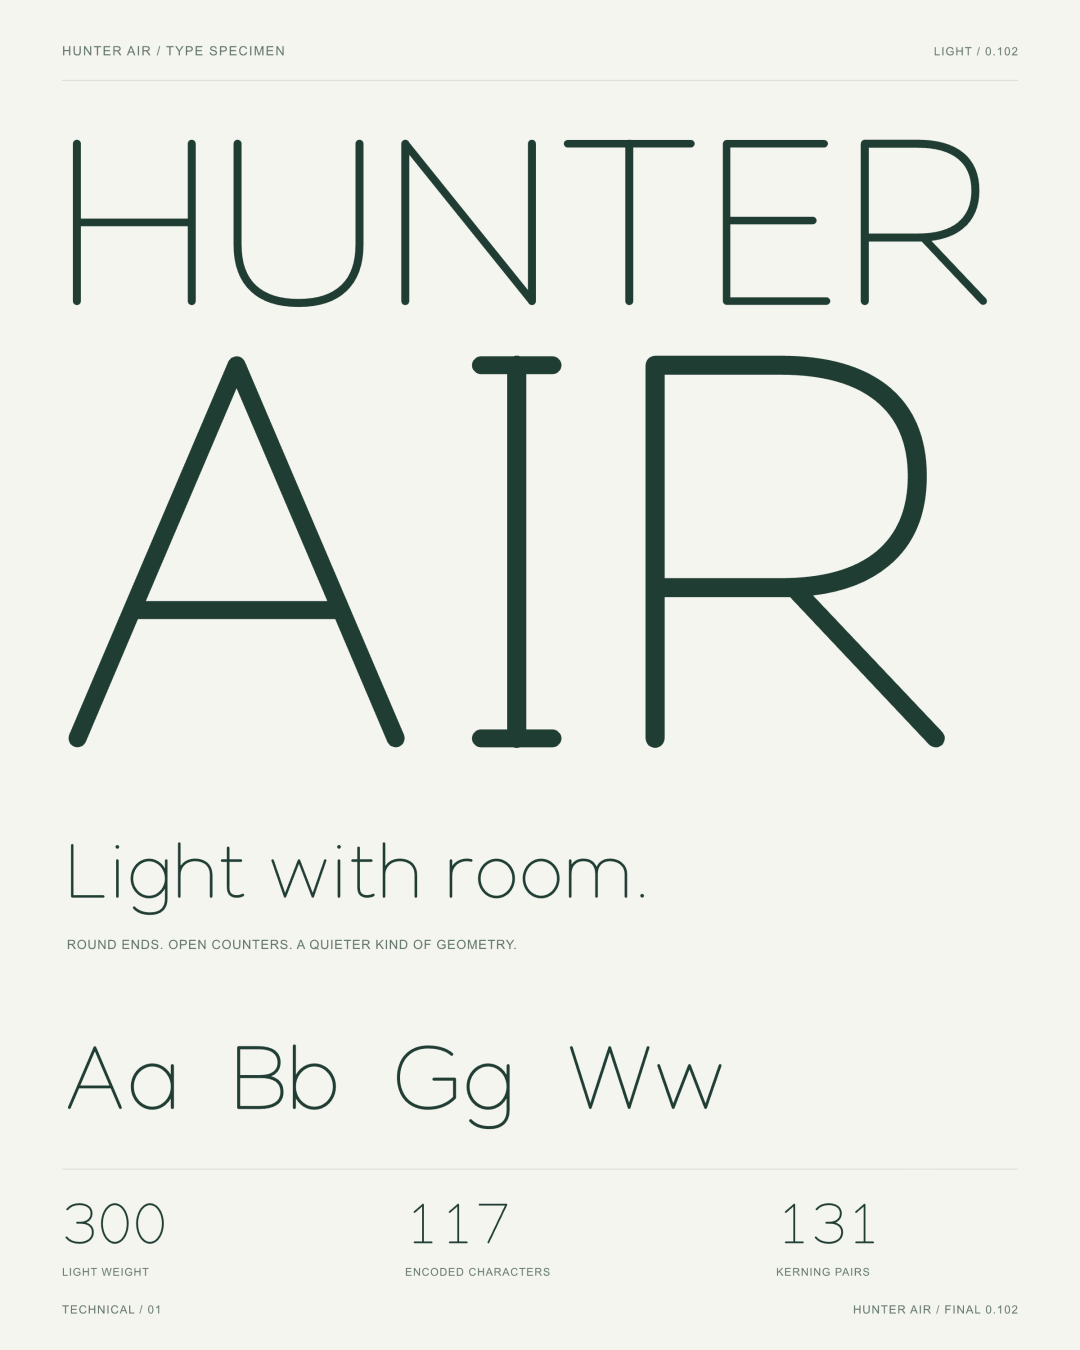 HUNTER AIR / TYPE SPECIMEN
LIGHT / 0.102
HUNTER
AIR
Light with room.
ROUND ENDS. OPEN COUNTERS. A QUIETER KIND OF GEOMETRY.
Aa Bb Gg Ww
300 117 131
LIGHT WEIGHT ENCODED CHARACTERS KERNING PAIRS
TECHNICAL / 01
HUNTER AIR / FINAL 0.102